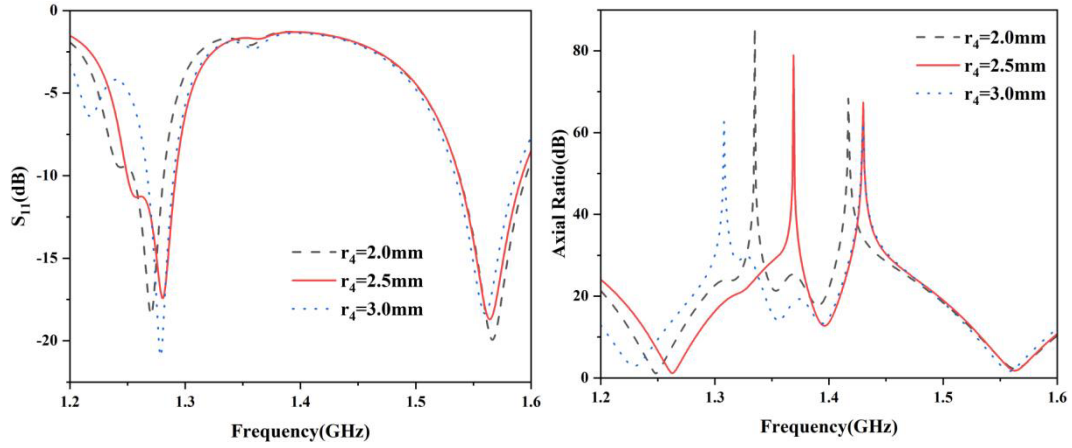 0
-5
-10
-15
-20
S11(dB)
r4=2.0mm
r4=2.5mm
r4=3.0mm
1.2 1.3 1.4 1.5 1.6
Frequency(GHz)
80
60
40
20
0
Axial Ratio(dB)
r4=2.0mm
r4=2.5mm
r4=3.0mm
1.2 1.3 1.4 1.5 1.6
Frequency(GHz)